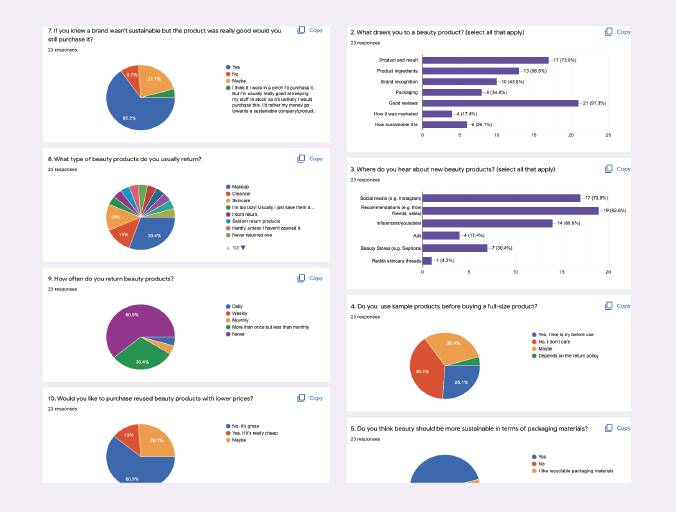 7. If you knew a brand wasn't sustainable but the product was really good would you
still purchase it?
Copy
23 responses
Yes
No
Maybe
I think if I were in a pinch I'd purchase it.
But I'm usually really good at keeping
my stuff 'in stock' so it's unlikely I would
purchase this. I'd rather my money go
towards a sustainable company/product.
8.7%
21.7%
65.2%
8. What type of beauty products do you usually return?
Copy
23 responses
Makeup
Cleanser
Skincare
I'm too lazy! Usually I just save them a...
I dont return.
Seldom return products
Hardly, unless I haven't opened it
Never returned one
1/2
13%
13%
30.4%
9. How often do you return beauty products?
Copy
23 responses
Daily
Weekly
Monthly
More than once but less than monthly
Never
60.9%
30.4%
10. Would you like to purchase reused beauty products with lower prices?
Copy
23 responses
No, it's gross
Yes, if it's really cheap
Maybe
13%
26.1%
60.9%
2. What draws you to a beauty product? (select all that apply)
Copy
23 responses
Product and result
17 (73.9%)
Product ingredients
13 (56.5%)
Brand recognition
10 (43.5%)
Packaging
8 (34.8%)
Good reviews
21 (91.3%)
How it was marketed
4 (17.4%)
How sustainable it is
6 (26.1%)
0 5 10 15 20 25
3. Where do you hear about new beauty products? (select all that apply)
Copy
23 responses
Social media (e.g. Instagram)
17 (73.9%)
Recommendations (e.g. from
friends, sales)
19 (82.6%)
Influencers/youtubers
14 (60.9%)
Ads
4 (17.4%)
Beauty Stores (e.g. Sephora)
7 (30.4%)
Reddit skincare threads
1 (4.3%)
0 5 10 15 20
4. Do you use sample products before buying a full-size product?
Copy
23 responses
Yes, I like to try before use
No, I don't care
Maybe
Depends on the return policy
30.4%
39.1%
26.1%
5. Do you think beauty should be more sustainable in terms of packaging materials?
Copy
23 responses
Yes
No
I like recyclable packaging materials